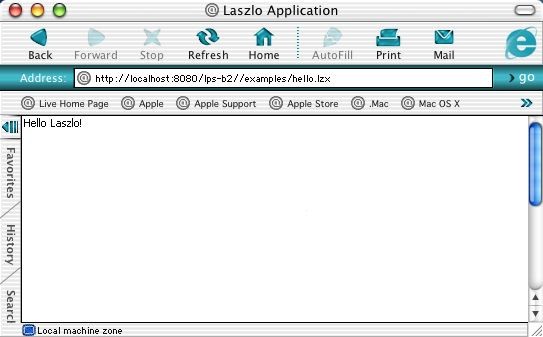 Laszlo Application
Back Forward Stop Refresh Home AutoFill Print Mail
Address: http://localhost:8080/lps-b2//examples/hello.lzx go
Live Home Page Apple Apple Support Apple Store .Mac Mac OS X
Hello Laszlo!
Favorites
History
Search
Local machine zone